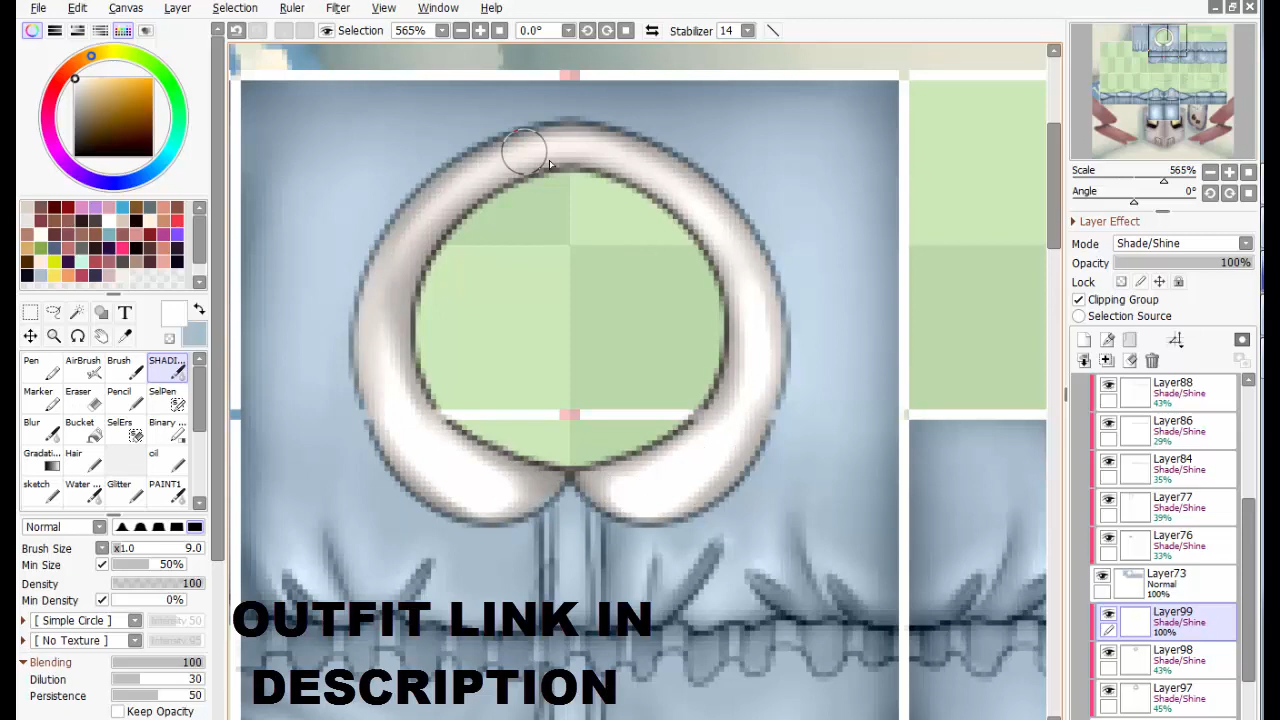 File Edit Canvas Layer Selection Ruler Filter View Window Help
Selection 565% 0.0° Stabilizer 14
Scale 565%
Angle 0°
Layer Effect
Mode Shade/Shine
Opacity 100%
Lock
Clipping Group
Selection Source
T
Pen AirBrush Brush SHADI...
Marker Eraser Pencil SelPen
Blur Bucket SelErs Binary ...
Gradati... Hair oil
sketch Water ... Glitter PAINT1
Normal
Brush Size x1.0 9.0
Min Size 50%
Density 100
Min Density 0%
[ Simple Circle ] Intensity 50
[ No Texture ]
Blending 100
Dilution 30
Persistence 50
Keep Opacity
Layer88
Shade/Shine
43%
Layer86
Shade/Shine
29%
Layer84
Shade/Shine
35%
Layer77
Shade/Shine
39%
Layer76
Shade/Shine
33%
Layer73
Normal
100%
Layer99
Shade/Shine
100%
Layer98
Shade/Shine
43%
Layer97
Shade/Shine
45%
OUTFIT LINK IN
DESCRIPTION